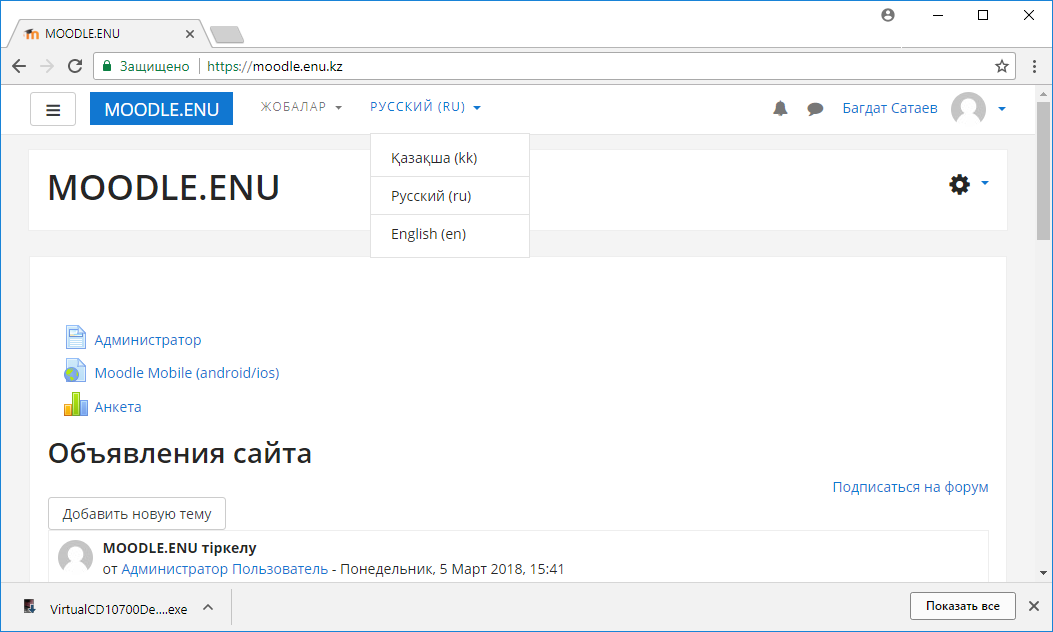 MOODLE.ENU
Защищено https://moodle.enu.kz
MOODLE.ENU ЖОБАЛАР РУССКИЙ (RU) Багдат Сатаев
Қазақша (kk)
Русский (ru)
English (en)
MOODLE.ENU
Администратор
Moodle Mobile (android/ios)
Анкета
Объявления сайта
Подписаться на форум
Добавить новую тему
MOODLE.ENU тіркелу
от Администратор Пользователь - Понедельник, 5 Март 2018, 15:41
VirtualCD10700De....exe Показать все